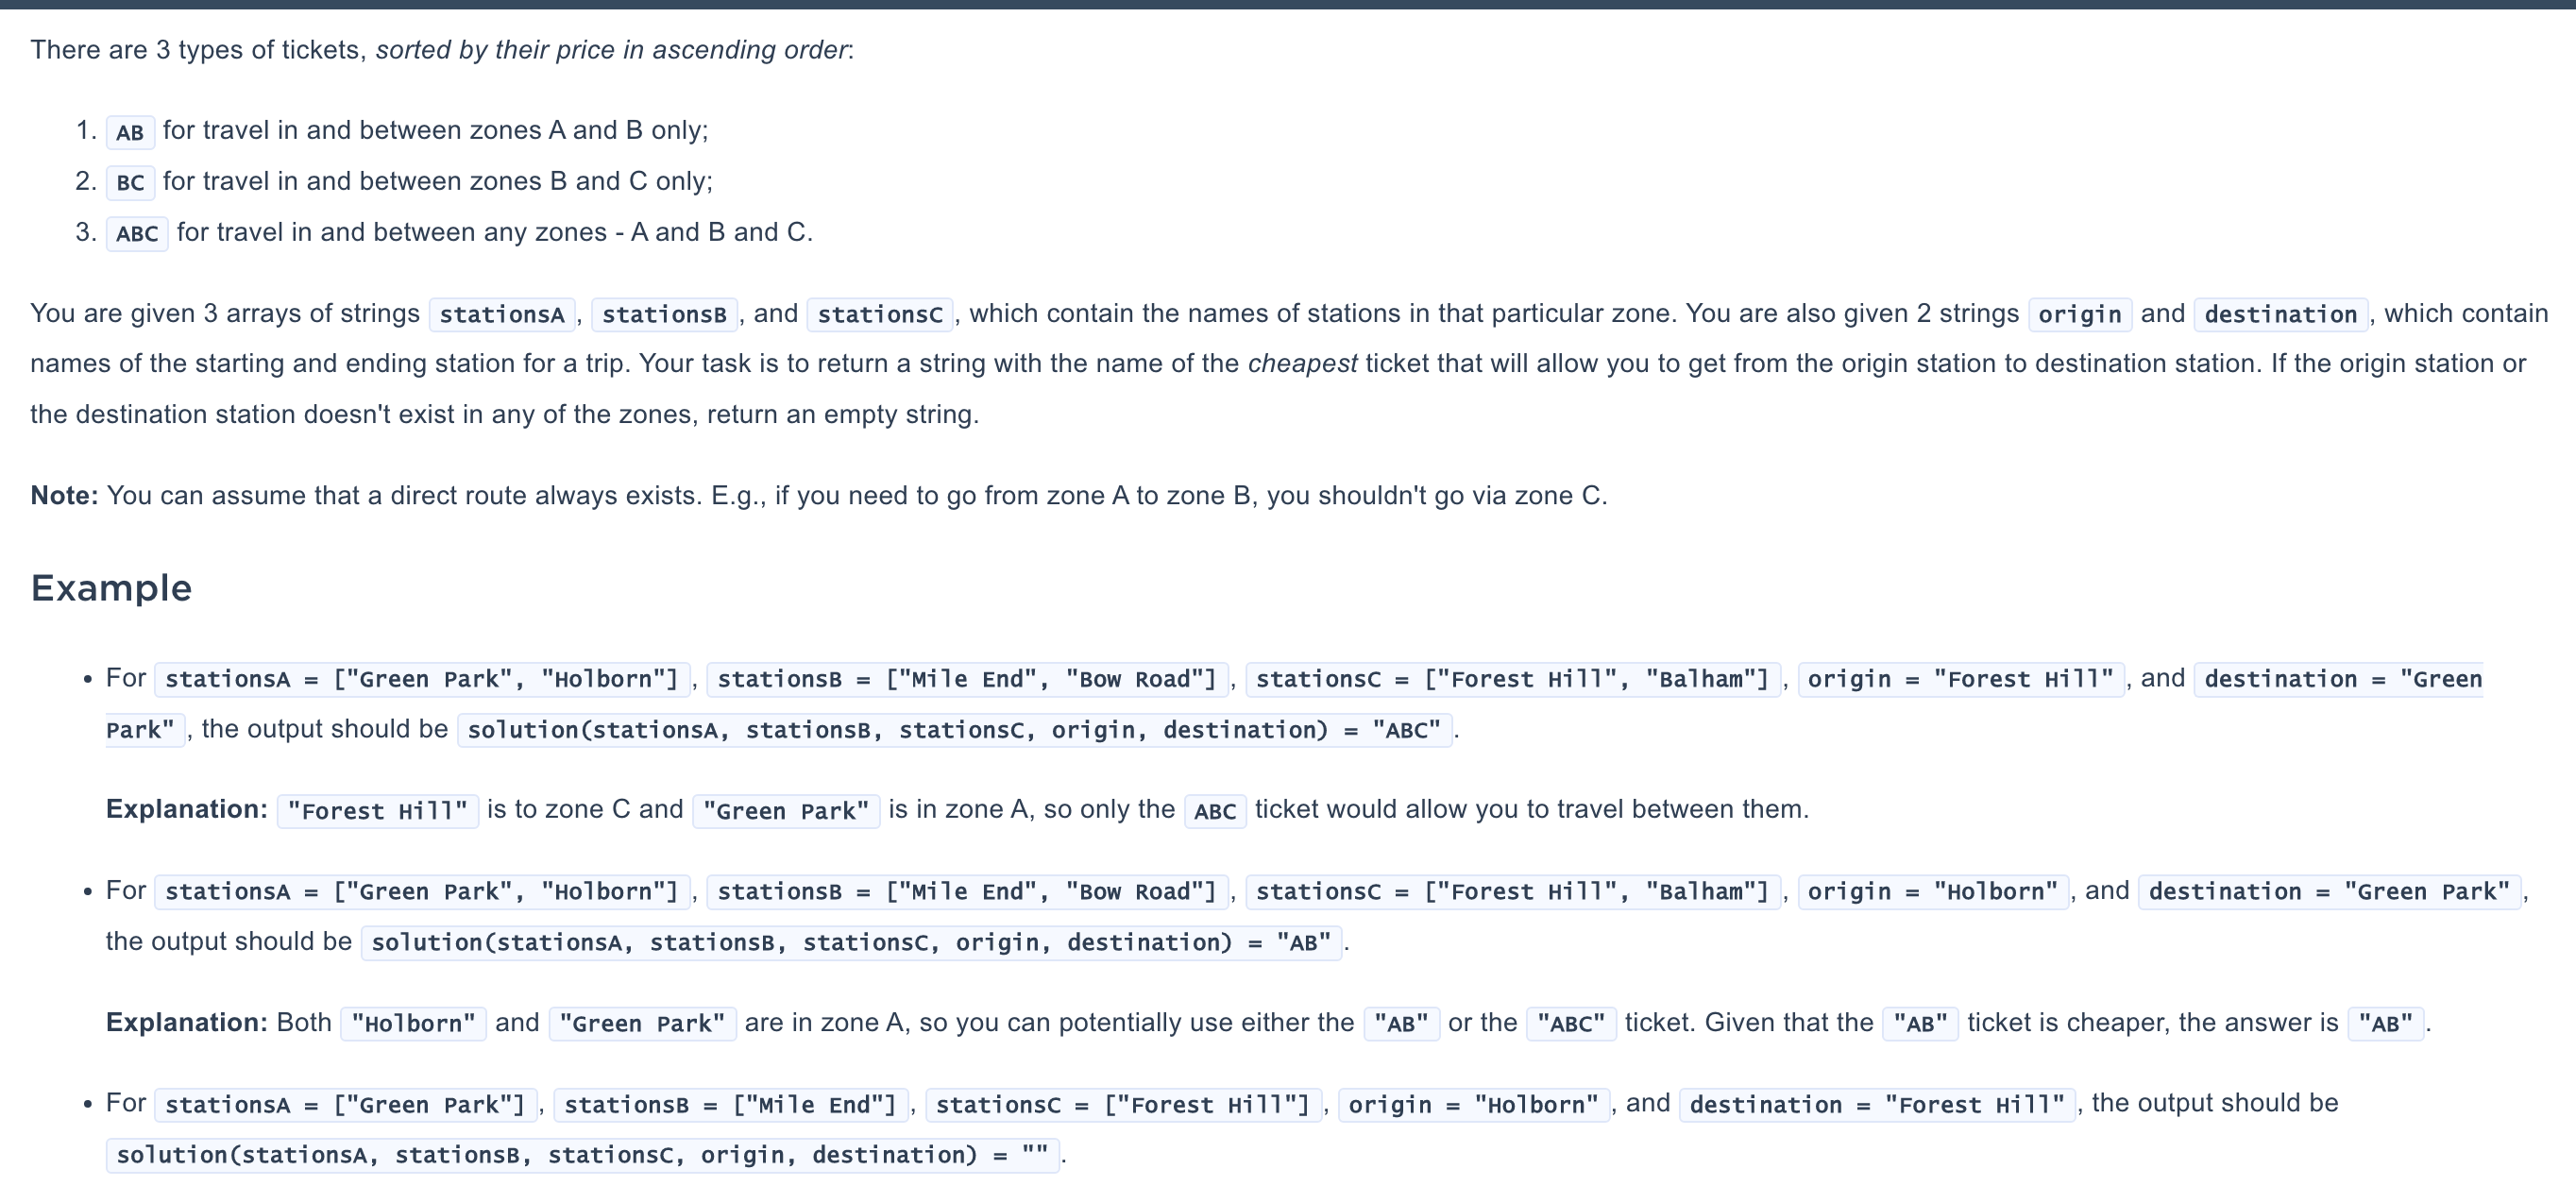 There are 3 types of tickets, sorted by their price in ascending order:
1. AB for travel in and between zones A and B only;
2. BC for travel in and between zones B and C only;
3. ABC for travel in and between any zones - A and B and C.
You are given 3 arrays of strings stationsA, stationsB, and stationsC, which contain the names of stations in that particular zone. You are also given 2 strings origin and destination, which contain
names of the starting and ending station for a trip. Your task is to return a string with the name of the cheapest ticket that will allow you to get from the origin station to destination station. If the origin station or
the destination station doesn't exist in any of the zones, return an empty string.
Note: You can assume that a direct route always exists. E.g., if you need to go from zone A to zone B, you shouldn't go via zone C.
Example
• For stationsA = ["Green Park", "Holborn"], stationsB = ["Mile End", "Bow Road"], stationsC = ["Forest Hill", "Balham"], origin = "Forest Hill", and destination = "Green
Park", the output should be solution(stationsA, stationsB, stationsC, origin, destination) = "ABC".
Explanation: "Forest Hill" is to zone C and "Green Park" is in zone A, so only the ABC ticket would allow you to travel between them.
• For stationsA = ["Green Park", "Holborn"], stationsB = ["Mile End", "Bow Road"], stationsC = ["Forest Hill", "Balham"], origin = "Holborn", and destination = "Green Park",
the output should be solution(stationsA, stationsB, stationsC, origin, destination) = "AB".
Explanation: Both "Holborn" and "Green Park" are in zone A, so you can potentially use either the "AB" or the "ABC" ticket. Given that the "AB" ticket is cheaper, the answer is "AB".
• For stationsA = ["Green Park"], stationsB = ["Mile End"], stationsC = ["Forest Hill"], origin = "Holborn", and destination = "Forest Hill", the output should be
solution(stationsA, stationsB, stationsC, origin, destination) = "".